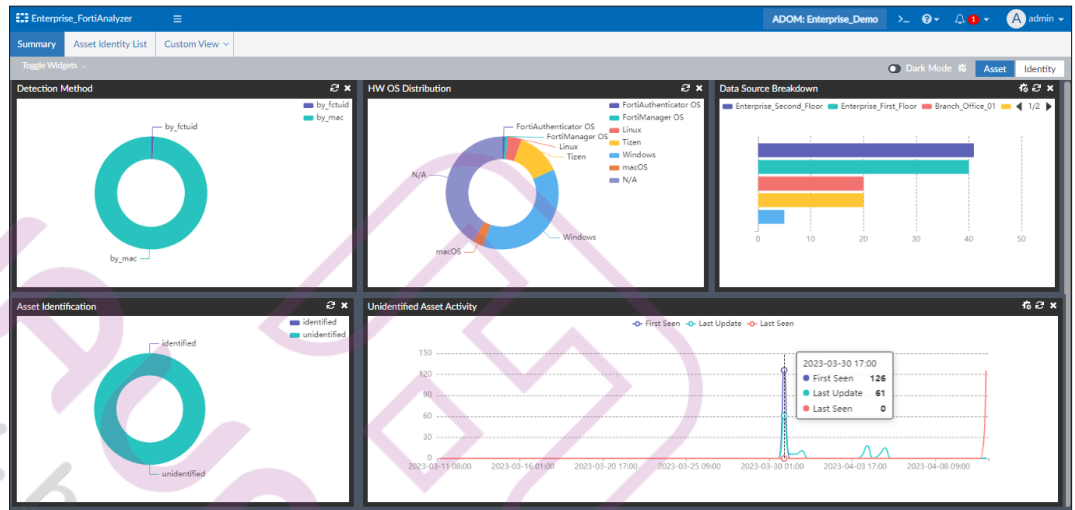 Enterprise_FortiAnalyzer
ADOM: Enterprise_Demo
>_
1
A admin
Summary
Asset Identity List
Custom View
Toggle Widgets
Dark Mode
Asset
Identity
Detection Method
by_fctuid
by_mac
by_fctuid
by_mac
HW OS Distribution
FortiAuthenticator OS
FortiManager OS
Linux
Tizen
Windows
macOS
N/A
FortiAuthenticator OS
FortiManager OS
Linux
Tizen
N/A
Windows
macOS
Data Source Breakdown
Enterprise_Second_Floor
Enterprise_First_Floor
Branch_Office_01
1/2
0 10 20 30 40 50
Asset Identification
identified
unidentified
identified
unidentified
Unidentified Asset Activity
First Seen
Last Update
Last Seen
150
120
90
60
30
0
2023-03-30 17:00
First Seen 126
Last Update 61
Last Seen 0
2023-03-11 08:00
2023-03-16 01:00
2023-03-20 17:00
2023-03-25 09:00
2023-03-30 01:00
2023-04-03 17:00
2023-04-08 09:00